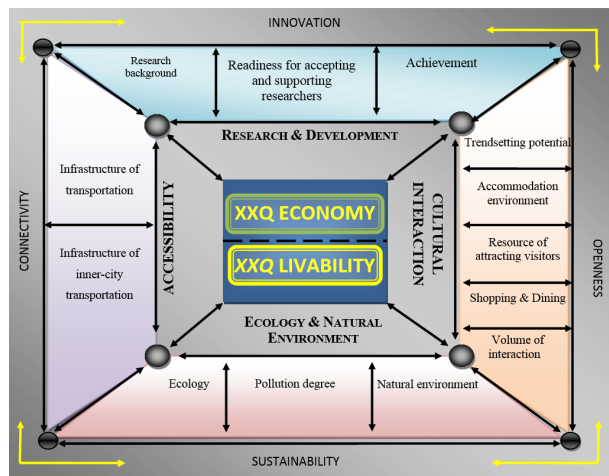 INNOVATION
Research
background
Readiness for accepting
and supporting
researchers
Achievement
RESEARCH & DEVELOPMENT
CONNECTIVITY
Infrastructure of
transportation
Infrastructure of
inner-city
transportation
ACCESSIBILITY
XXQ ECONOMY
XXQ LIVABILITY
CULTURAL
INTERACTION
Trendsetting potential
Accommodation
environment
Resource of
attracting visitors
Shopping & Dining
Volume of
interaction
OPENNESS
ECOLOGY & NATURAL
ENVIRONMENT
Ecology
Pollution degree
Natural environment
SUSTAINABILITY